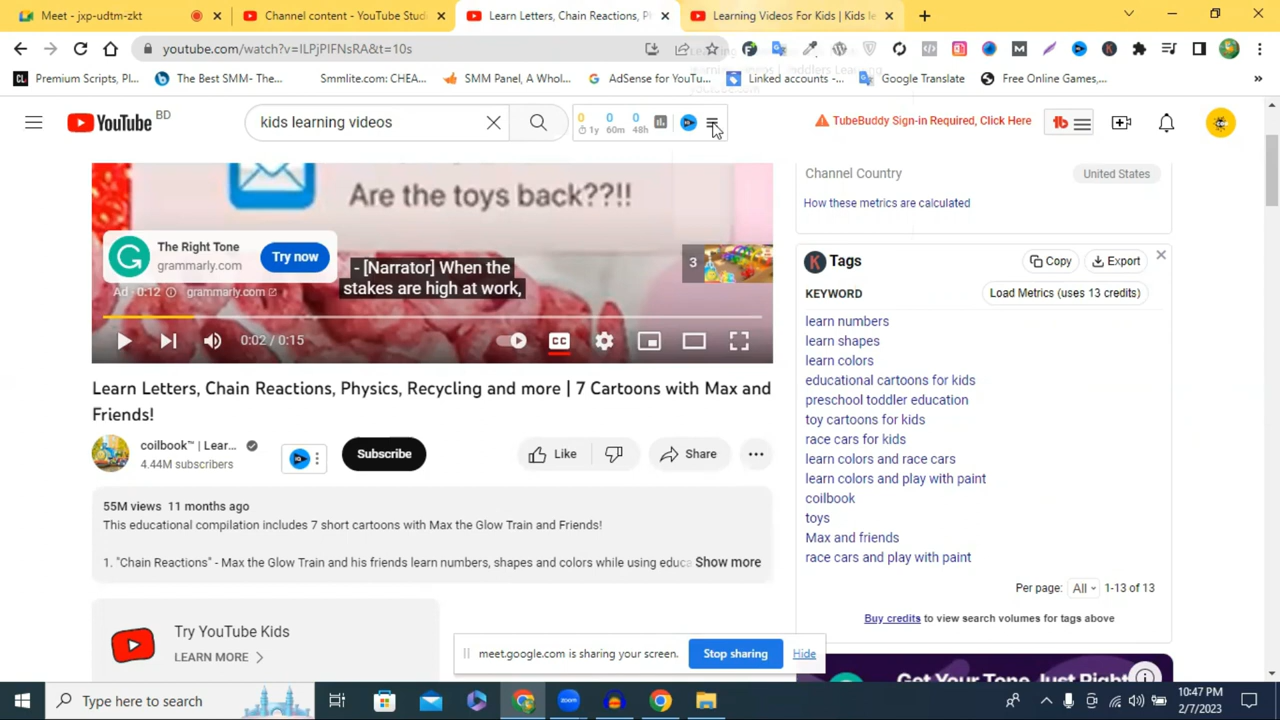 Meet - jxp-udtm-zkt
Channel content - YouTube Stud
Learn Letters, Chain Reactions, P
Learning Videos For Kids | Kids le
youtube.com/watch?v=ILPjPIFNsRA&t=10s
Premium Scripts, Pl...
The Best SMM- The...
Smmlite.com: CHEA...
SMM Panel, A Whol...
AdSense for YouTu...
Linked accounts -...
Google Translate
Free Online Games,...
YouTube BD
kids learning videos
0 0 0
1y 60m 48h
TubeBuddy Sign-in Required, Click Here
tb
Are the toys back??!!
The Right Tone
grammarly.com
Try now
Ad · 0:12 grammarly.com
- [Narrator] When the
stakes are high at work,
3
0:02 / 0:15
CC
Learn Letters, Chain Reactions, Physics, Recycling and more | 7 Cartoons with Max and
Friends!
coilbook™ | Lear...
4.44M subscribers
Subscribe
Like
Share
55M views 11 months ago
This educational compilation includes 7 short cartoons with Max the Glow Train and Friends!
1. "Chain Reactions" - Max the Glow Train and his friends learn numbers, shapes and colors while using educa Show more
Try YouTube Kids
LEARN MORE
Channel Country
United States
How these metrics are calculated
K Tags
Copy
Export
KEYWORD
Load Metrics (uses 13 credits)
learn numbers
learn shapes
learn colors
educational cartoons for kids
preschool toddler education
toy cartoons for kids
race cars for kids
learn colors and race cars
learn colors and play with paint
coilbook
toys
Max and friends
race cars and play with paint
Per page: All 1-13 of 13
Buy credits to view search volumes for tags above
Get Your Tone Just Right
meet.google.com is sharing your screen.
Stop sharing
Hide
Type here to search
10:47 PM
2/7/2023